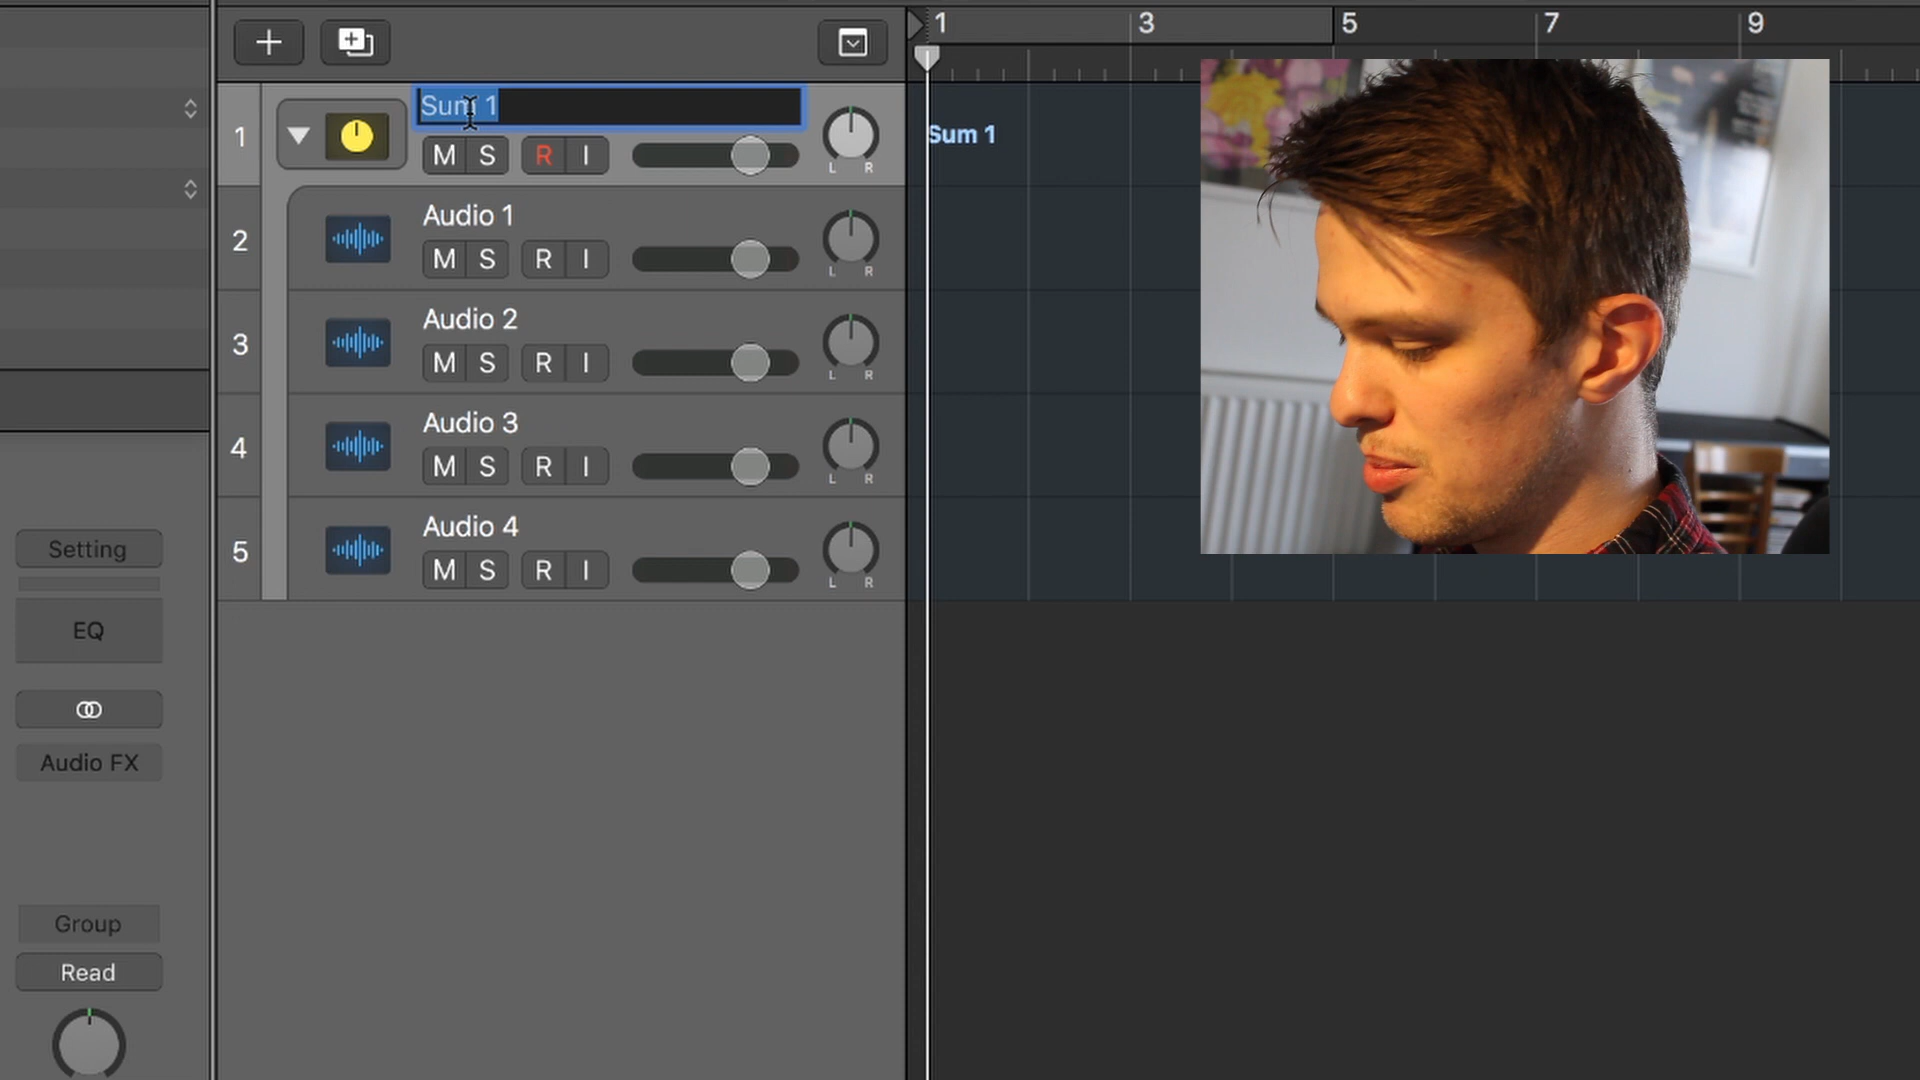 1 3 5 7 9
1 Sum 1
M S R I
L R
Sum 1
2 Audio 1
M S R I
L R
3 Audio 2
M S R I
L R
4 Audio 3
M S R I
L R
5 Audio 4
M S R I
L R
Setting
EQ
Audio FX
Group
Read